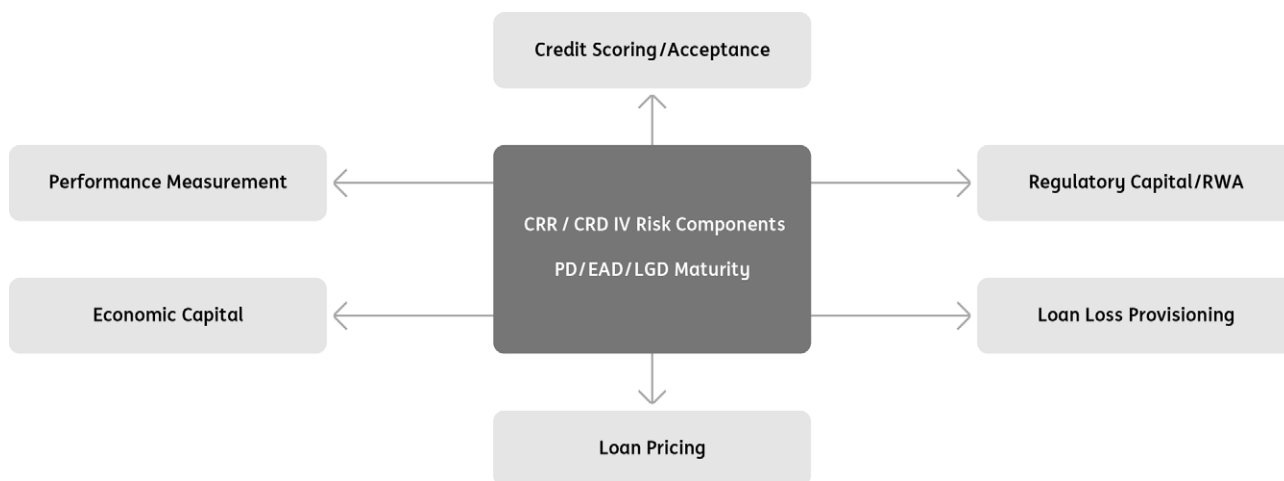 Credit Scoring/Acceptance
Performance Measurement
Regulatory Capital/RWA
CRR / CRD IV Risk Components
PD/EAD/LGD Maturity
Economic Capital
Loan Loss Provisioning
Loan Pricing